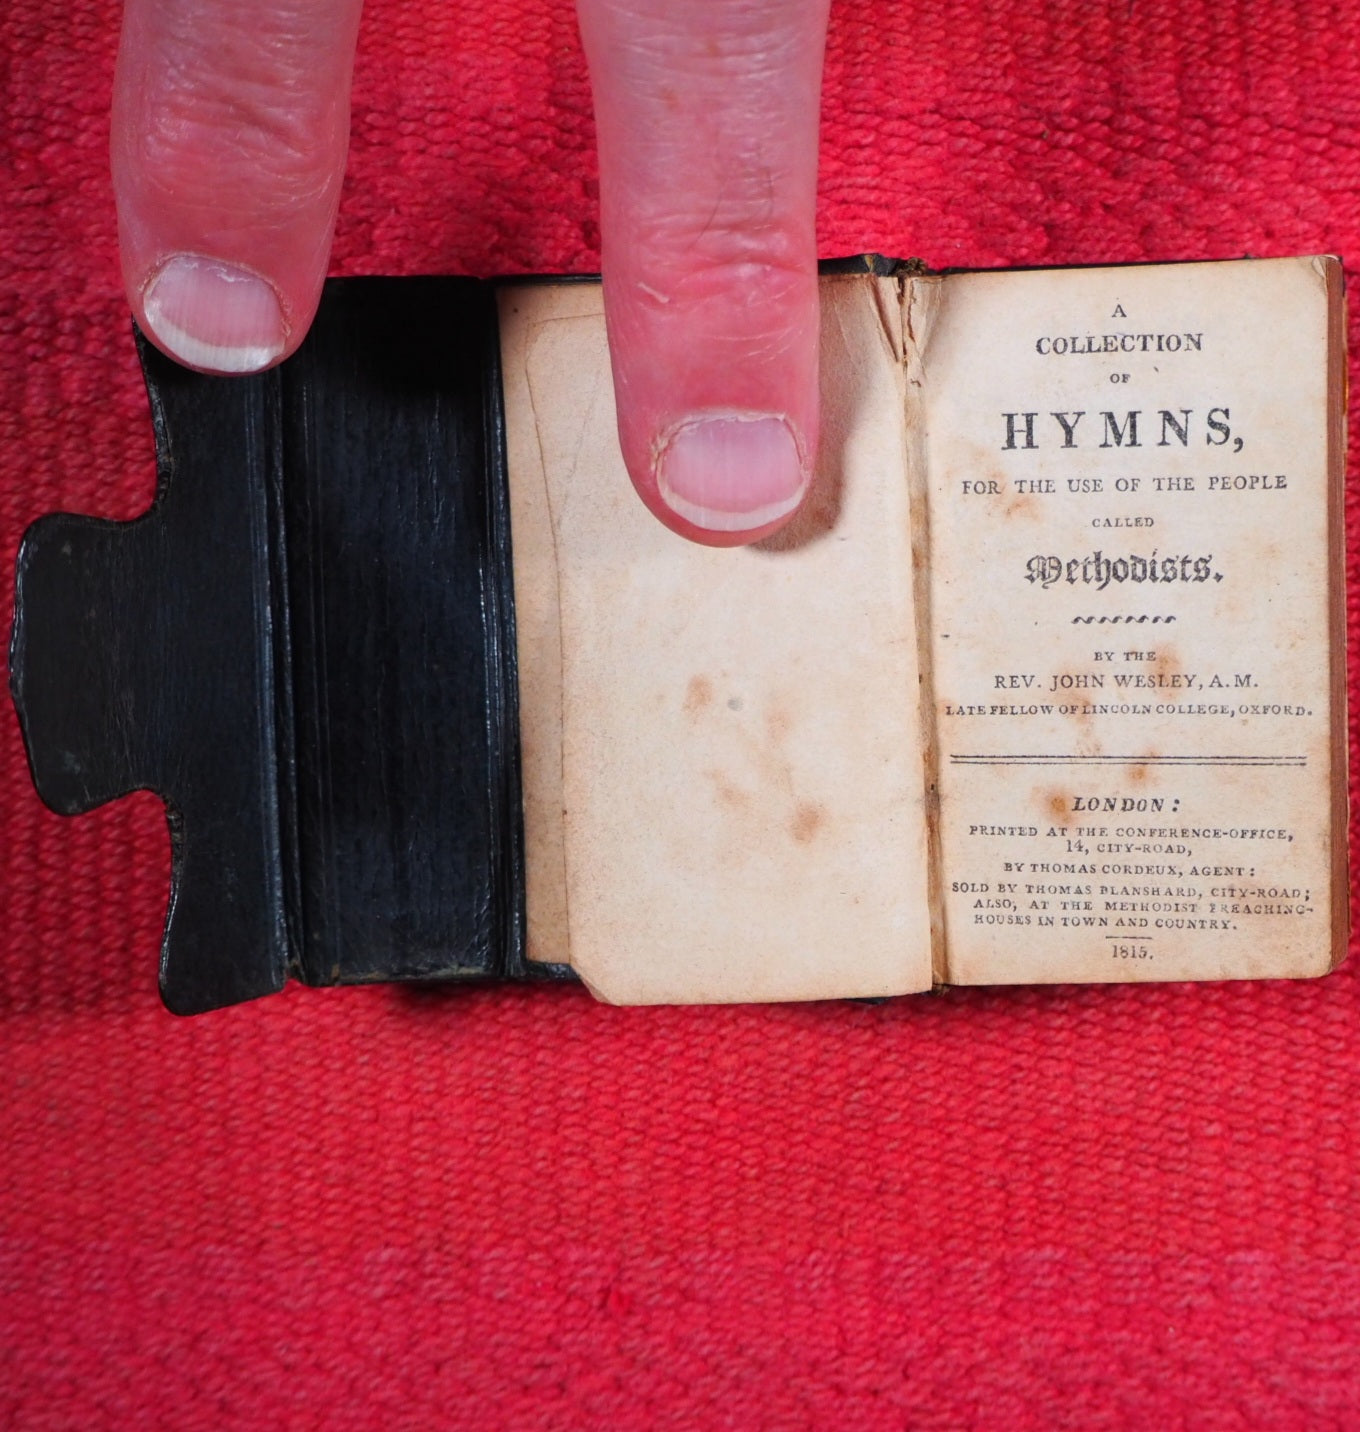 A
COLLECTION
OF
HYMNS,
FOR THE USE OF THE PEOPLE
CALLED
Methodists.
BY THE
REV. JOHN WESLEY, A.M.
LATE FELLOW OF LINCOLN COLLEGE, OXFORD.
LONDON:
PRINTED AT THE CONFERENCE-OFFICE,
14, CITY-ROAD,
BY THOMAS CORDEUX, AGENT:
SOLD BY THOMAS BLANSHARD, CITY-ROAD;
ALSO, AT THE METHODIST PREACHING-
HOUSES IN TOWN AND COUNTRY.
1815.